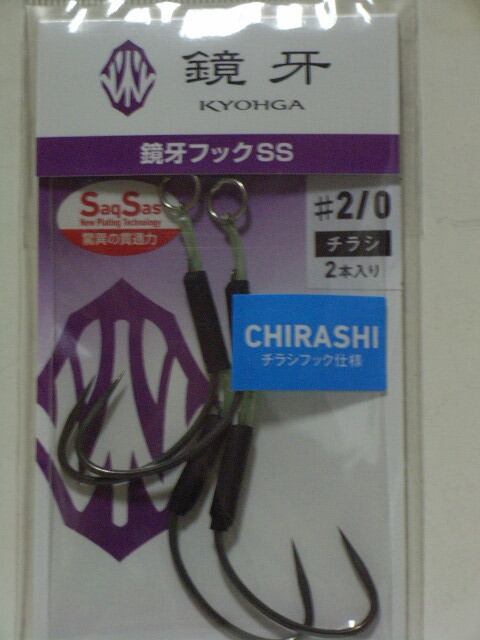 鏡牙
KYOHGA
鏡牙フックSS
SaqSas
New Plating Technology
驚異の貫通力
#2/0
チラシ
2本入り
CHIRASHI
チラシフック仕様